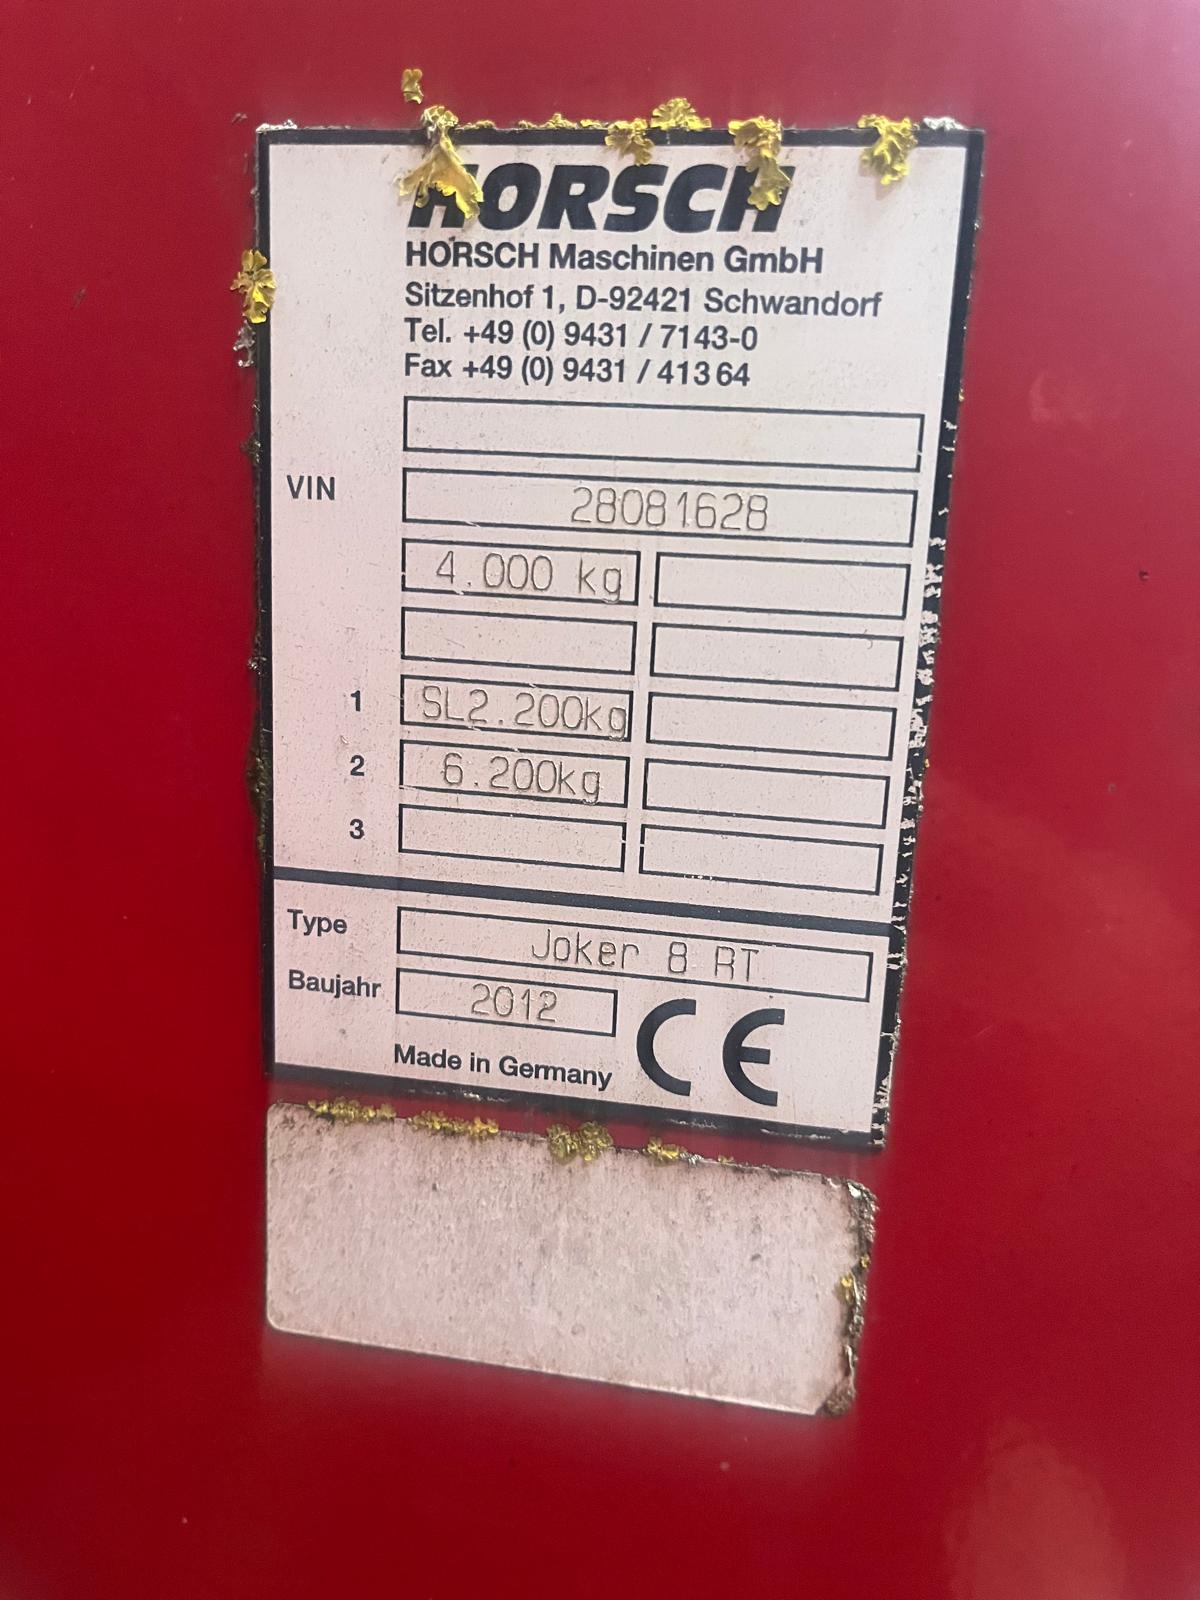 HORSCH
HORSCH Maschinen GmbH
Sitzenhof 1, D-92421 Schwandorf
Tel. +49 (0) 9431 / 7143-0
Fax +49 (0) 9431 / 41364
VIN 28081628
4.000 kg
1 SL2.200kg
2 6.200kg
3
Type Joker 8 RT
Baujahr 2012
Made in Germany CE